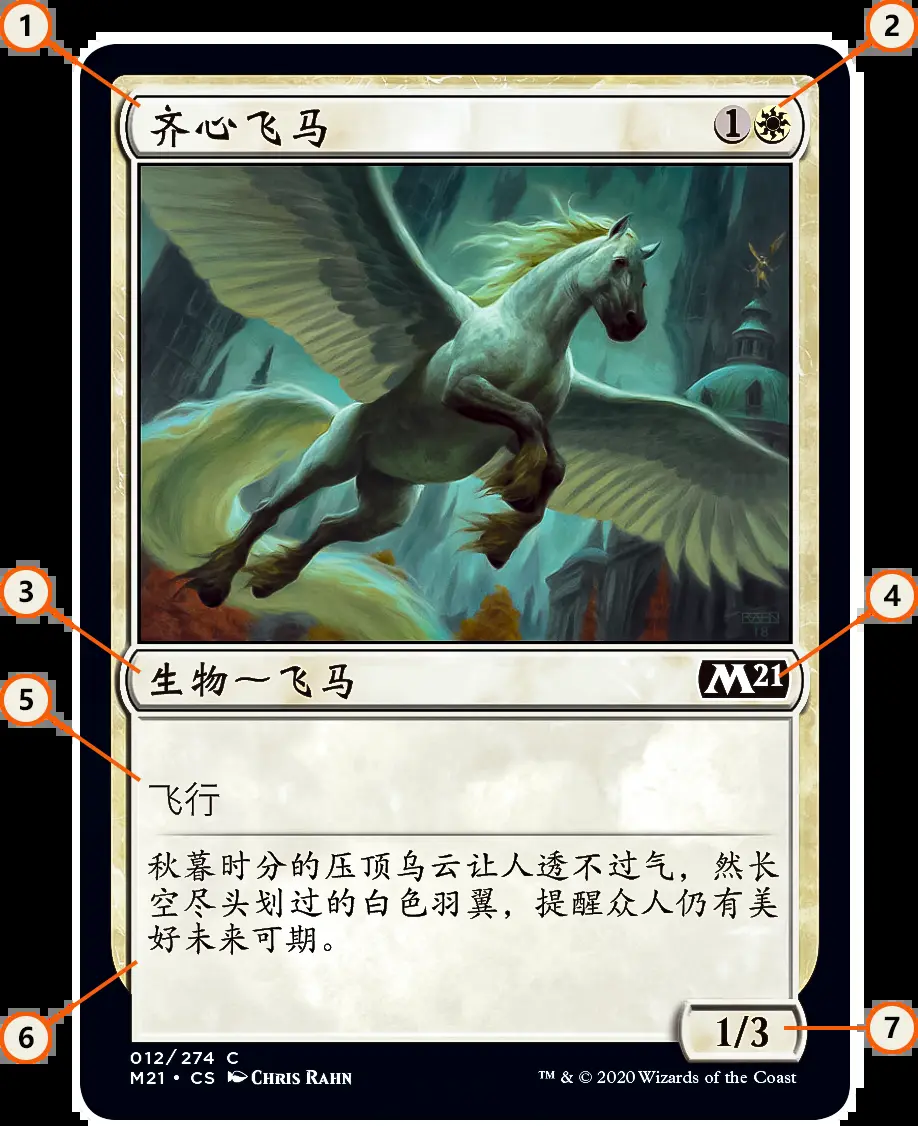 1
2
齐心飞马 1
3
4
生物～飞马 M21
5
飞行
秋暮时分的压顶乌云让人透不过气，然长
空尽头划过的白色羽翼，提醒众人仍有美
好未来可期。
6
7
1/3
012/274 C
M21 • CS CHRIS RAHN
™ & © 2020 Wizards of the Coast
RAHN
18